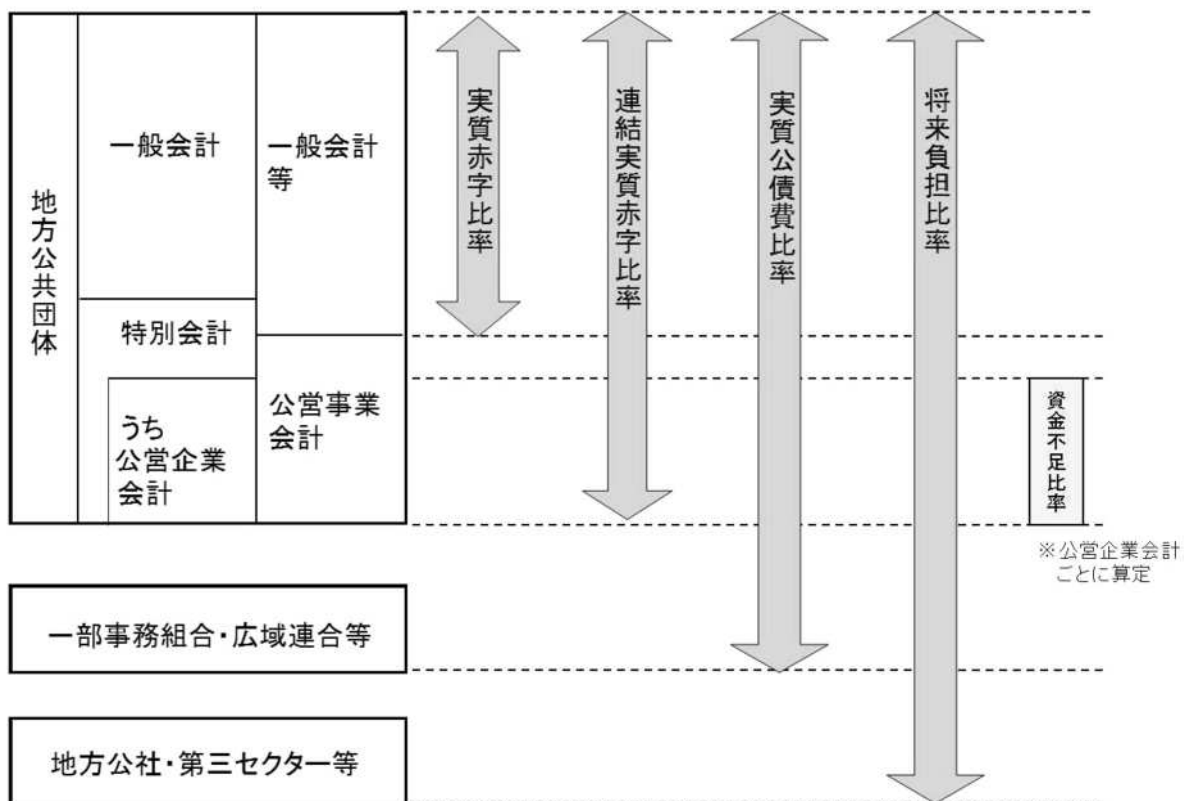 地方公共団体
一般会計
一般会計
等
特別会計
うち
公営企業
会計
公営事業
会計
実質赤字比率
連結実質赤字比率
実質公債費比率
将来負担比率
資金不足比率
※公営企業会計
ごとに算定
一部事務組合・広域連合等
地方公社・第三セクター等